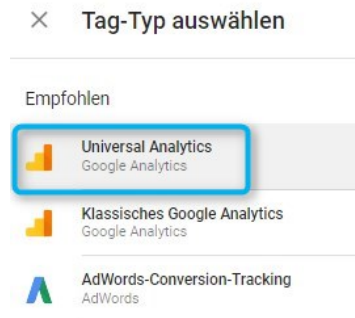 Tag-Typ auswählen
Empfohlen
Universal Analytics
Google Analytics
Klassisches Google Analytics
Google Analytics
AdWords-Conversion-Tracking
AdWords